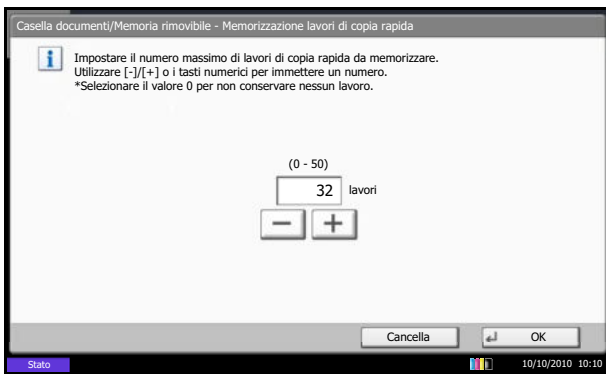 Casella documenti/Memoria rimovibile - Memorizzazione lavori di copia rapida
Impostare il numero massimo di lavori di copia rapida da memorizzare.
Utilizzare [-]/[+] o i tasti numerici per immettere un numero.
*Selezionare il valore 0 per non conservare nessun lavoro.
(0 - 50)
32 lavori
Cancella
OK
Stato
10/10/2010 10:10